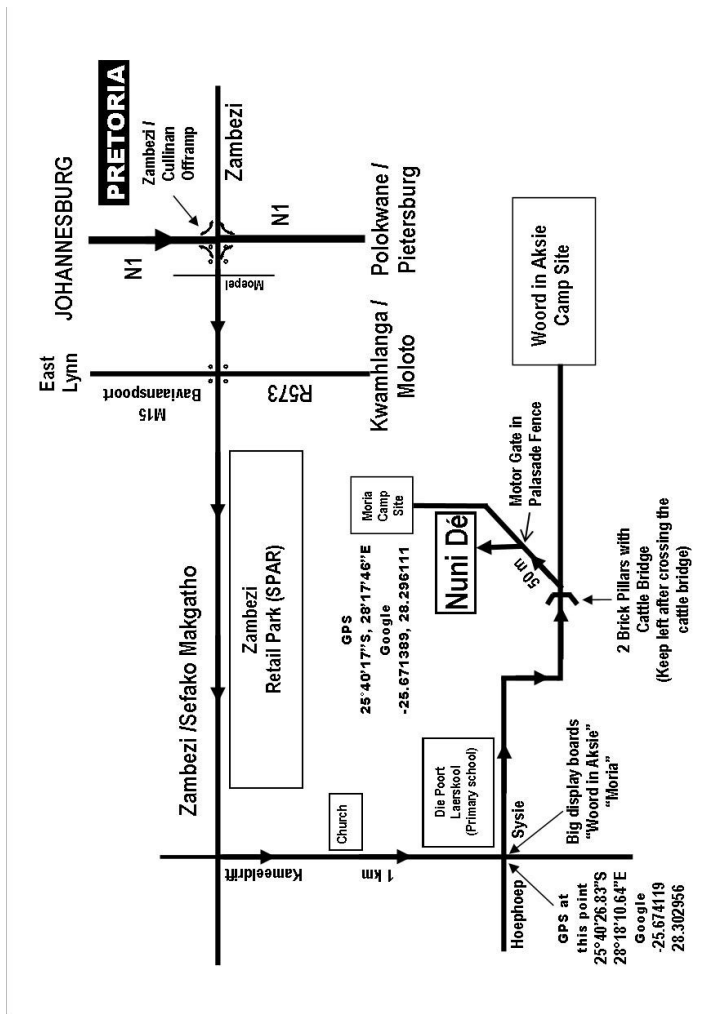 JOHANNESBURG
PRETORIA
N1
Zambezi /
Cullinan
Offramp
Zambezi
N1
Polokwane /
Pietersburg
Moepel
East
Lynn
M15
Baviaanspoort
R573
Kwamhlanga /
Moloto
Zambezi /Sefako Makgatho
Zambezi
Retail Park (SPAR)
Kameeldrift
1 km
Church
Die Poort
Laerskool
(Primary school)
GPS
25°40'17"S, 28'17'46"E
Google
-25.671389, 28.296111
Moria
Camp
Site
Nuni Dé
50 m
Motor Gate in
Palasade Fence
Woord in Aksie
Camp Site
2 Brick Pillars with
Cattle Bridge
(Keep left after crossing the
cattle bridge)
Hoephoep
Sysie
Big display boards
“Woord in Aksie”
“Moria”
GPS at
this point
25°40'26.83”S
28°18'10.64”E
Google
-25.674119
28.302956